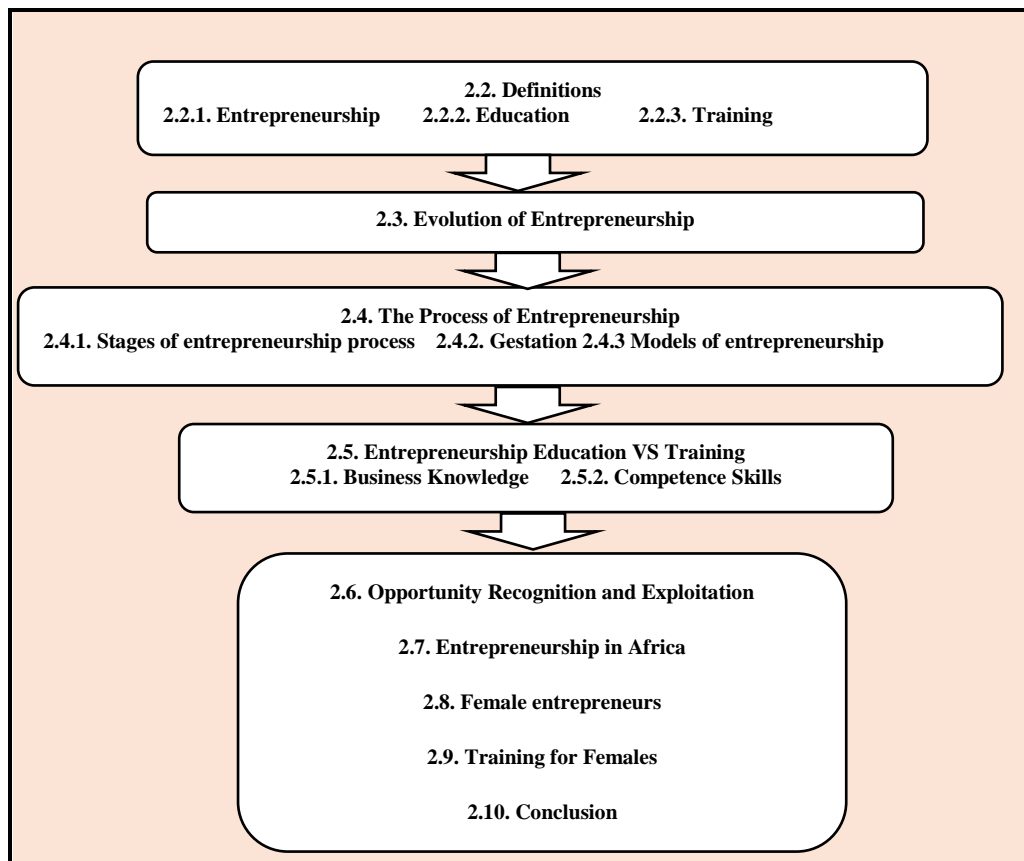 2.2. Definitions
2.2.1. Entrepreneurship 2.2.2. Education 2.2.3. Training
2.3. Evolution of Entrepreneurship
2.4. The Process of Entrepreneurship
2.4.1. Stages of entrepreneurship process 2.4.2. Gestation 2.4.3 Models of entrepreneurship
2.5. Entrepreneurship Education VS Training
2.5.1. Business Knowledge 2.5.2. Competence Skills
2.6. Opportunity Recognition and Exploitation
2.7. Entrepreneurship in Africa
2.8. Female entrepreneurs
2.9. Training for Females
2.10. Conclusion